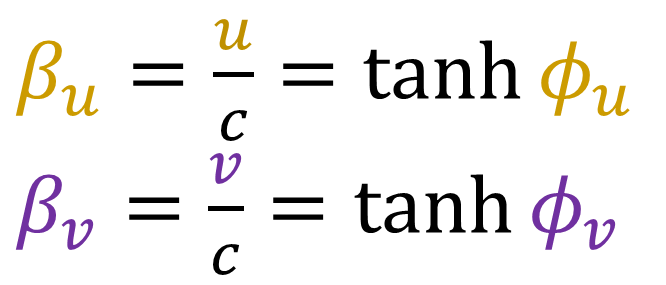 β_u = u/c = tanh ϕ_u
β_v = v/c = tanh ϕ_v